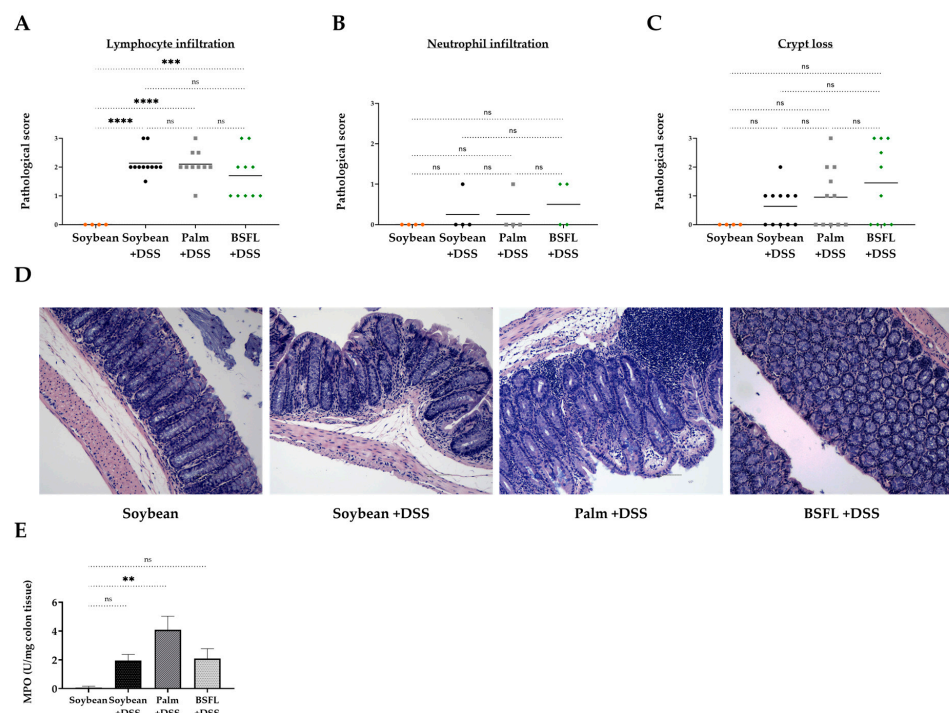 A
Lymphocyte infiltration
***
ns
****
****
ns
ns
Pathological score
3
2
1
0
Soybean
Soybean
+DSS
Palm
+DSS
BSFL
+DSS
B
Neutrophil infiltration
ns
ns
ns
ns
ns
ns
Pathological score
3
2
1
0
Soybean
Soybean
+DSS
Palm
+DSS
BSFL
+DSS
C
Crypt loss
ns
ns
ns
ns
ns
ns
Pathological score
3
2
1
0
Soybean
Soybean
+DSS
Palm
+DSS
BSFL
+DSS
D
Soybean
Soybean +DSS
Palm +DSS
BSFL +DSS
E
ns
**
ns
MPO (U/mg colon tissue)
6
4
2
0
Soybean
Soybean
+DSS
Palm
+DSS
BSFL
+DSS